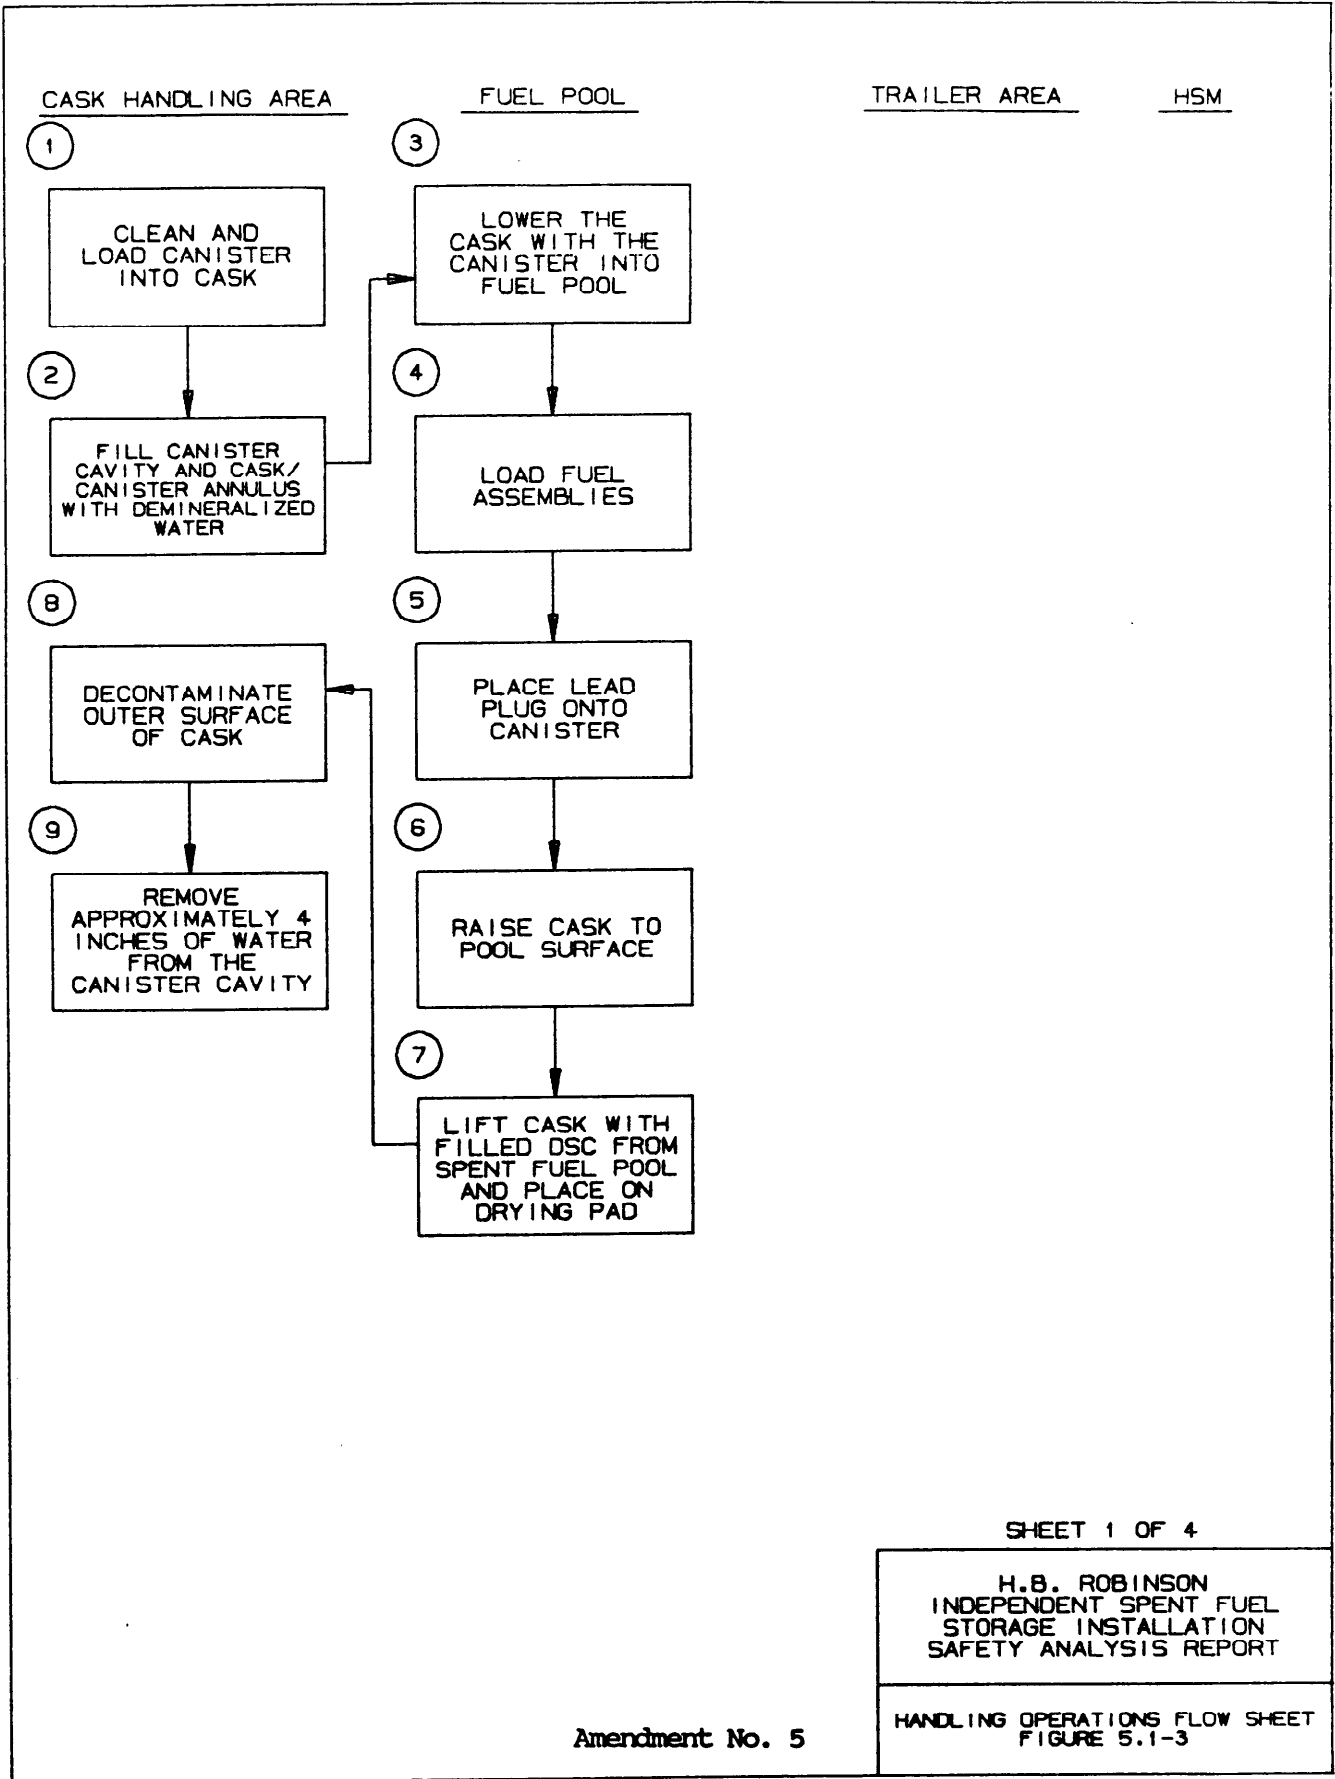 CASK HANDLING AREA
FUEL POOL
TRAILER AREA
HSM
1
CLEAN AND
LOAD CANISTER
INTO CASK
2
FILL CANISTER
CAVITY AND CASK/
CANISTER ANNULUS
WITH DEMINERALIZED
WATER
3
LOWER THE
CASK WITH THE
CANISTER INTO
FUEL POOL
4
LOAD FUEL
ASSEMBLIES
5
PLACE LEAD
PLUG ONTO
CANISTER
6
RAISE CASK TO
POOL SURFACE
7
LIFT CASK WITH
FILLED DSC FROM
SPENT FUEL POOL
AND PLACE ON
DRYING PAD
8
DECONTAMINATE
OUTER SURFACE
OF CASK
9
REMOVE
APPROXIMATELY 4
INCHES OF WATER
FROM THE
CANISTER CAVITY
SHEET 1 OF 4
H.B. ROBINSON
INDEPENDENT SPENT FUEL
STORAGE INSTALLATION
SAFETY ANALYSIS REPORT
HANDLING OPERATIONS FLOW SHEET
FIGURE 5.1-3
Amendment No. 5